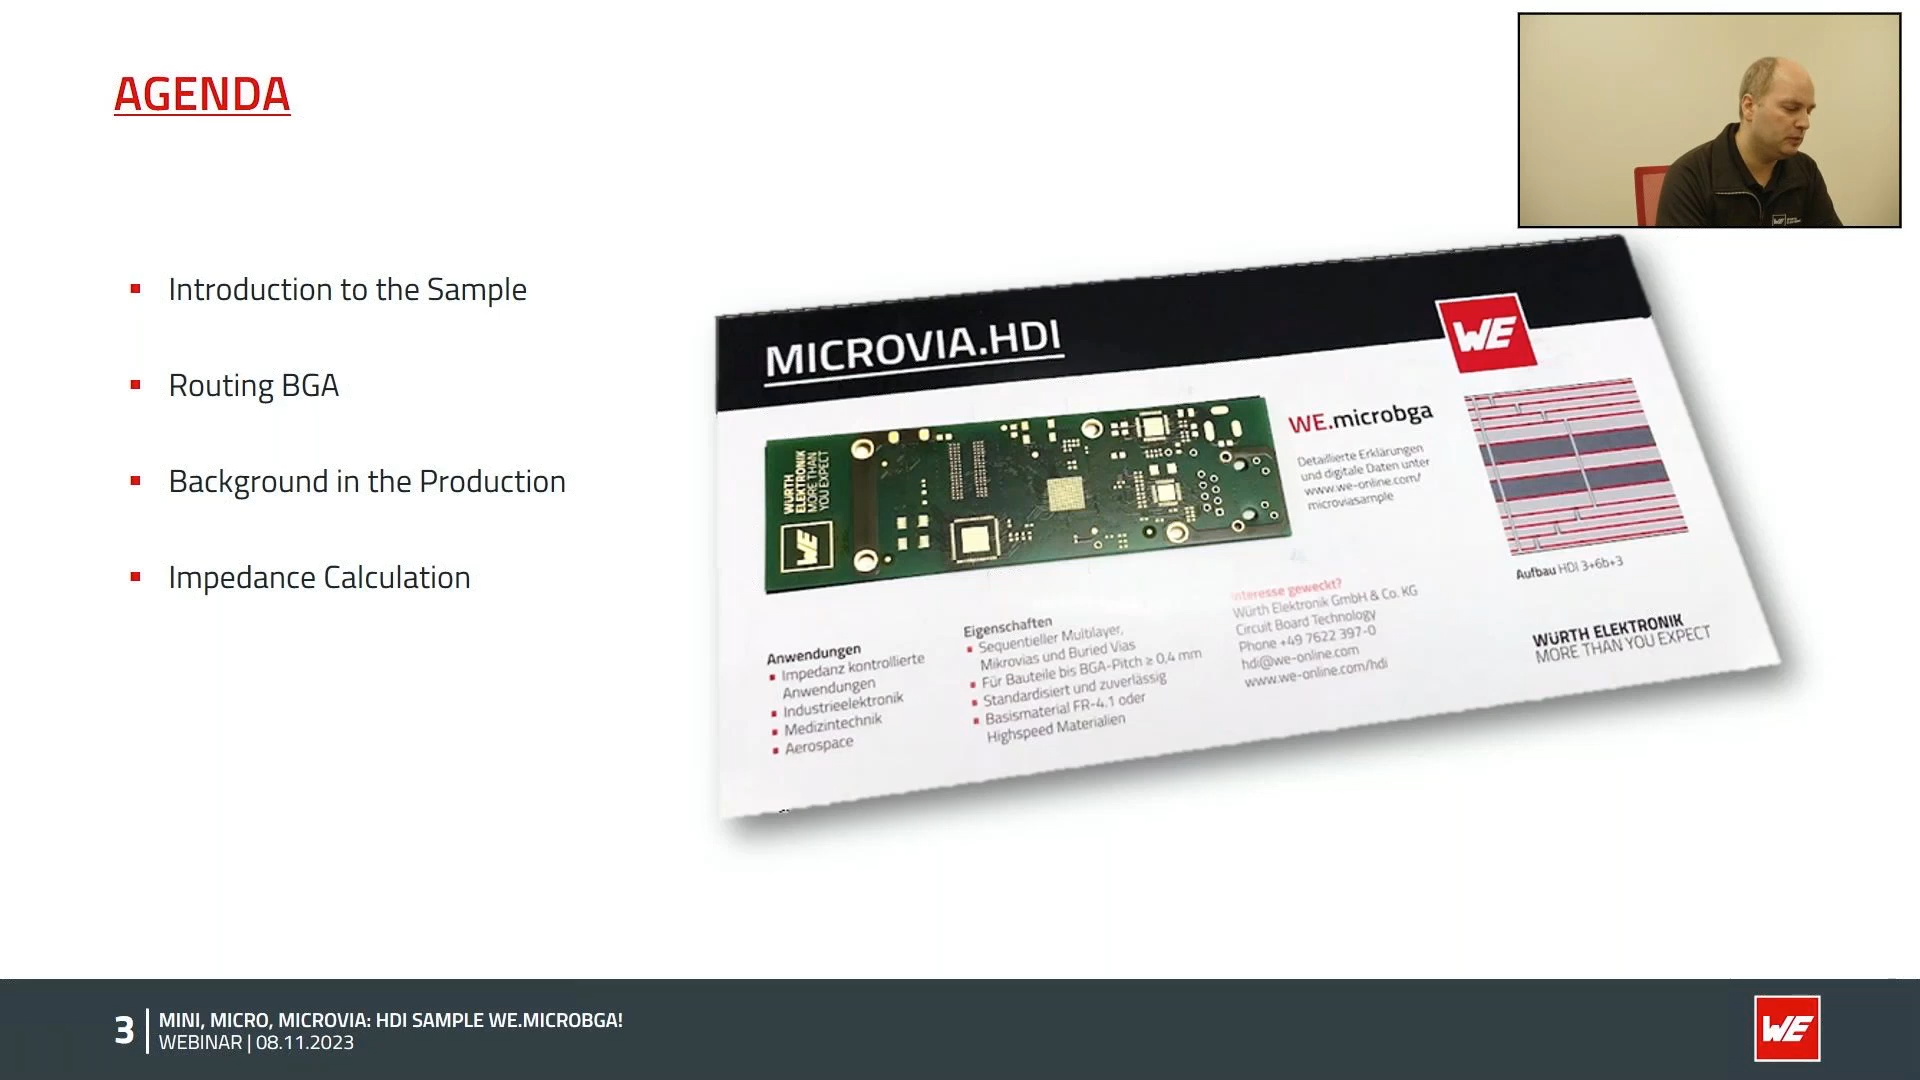 AGENDA
Introduction to the Sample
Routing BGA
Background in the Production
Impedance Calculation
MICROVIA.HDI
WE
WÜRTH
ELEKTRONIK
MORE THAN
YOU EXPECT
WE
WE.microbga
Detaillierte Erklärungen
und digitale Daten unter
www.we-online.com/
microviasample
Aufbau HDI 3+6b+3
Anwendungen
Impedanz kontrollierte
Anwendungen
Industrieelektronik
Medizintechnik
Aerospace
Eigenschaften
Sequentieller Multilayer,
Mikrovias und Buried Vias
Für Bauteile bis BGA-Pitch ≥ 0,4 mm
Standardisiert und zuverlässig
Basismaterial FR-4.1 oder
Highspeed Materialien
Interesse geweckt?
Würth Elektronik GmbH & Co. KG
Circuit Board Technology
Phone +49 7622 397-0
hdi@we-online.com
www.we-online.com/hdi
WÜRTH ELEKTRONIK
MORE THAN YOU EXPECT
3
MINI, MICRO, MICROVIA: HDI SAMPLE WE.MICROBGA!
WEBINAR | 08.11.2023
WE